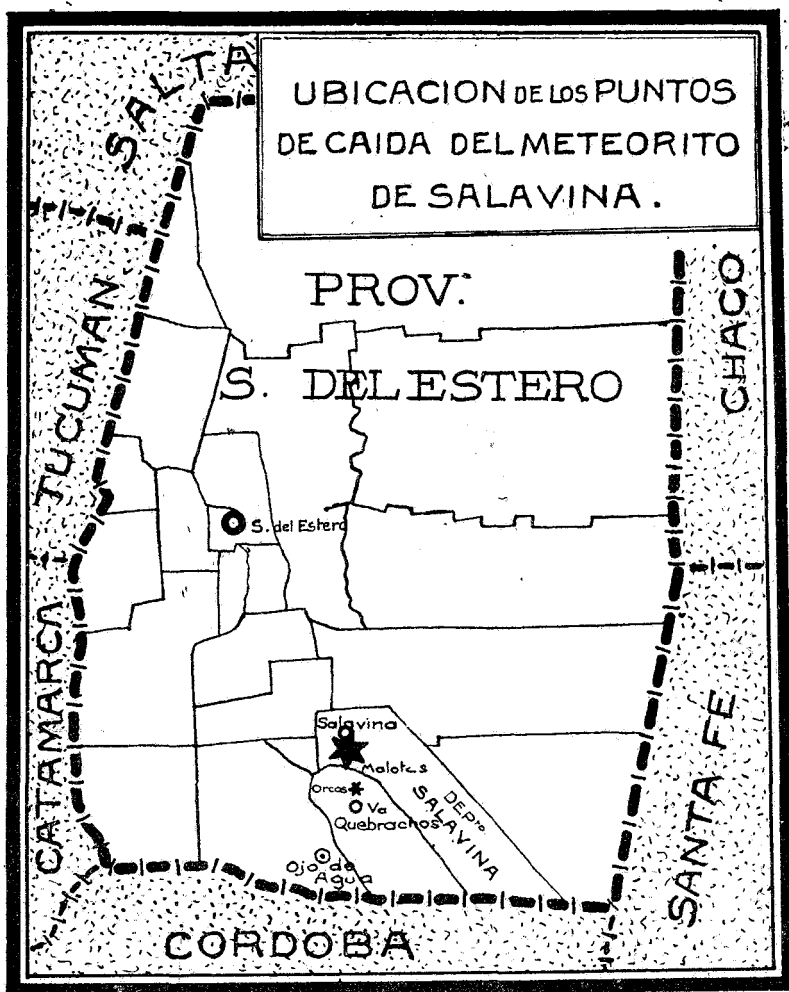 UBICACION DE LOS PUNTOS
DE CAIDA DEL METEORITO
DE SALAVINA.
SALTA
TUCUMAN
CATAMARCA
PROV.
S. DEL ESTERO
CHACO
SANTA FE
CORDOBA
S. del Estero
Salavina
Malotas
Orcos
Va
Quebrachos
DEPTO
SALAVINA
Ojo de
Agua